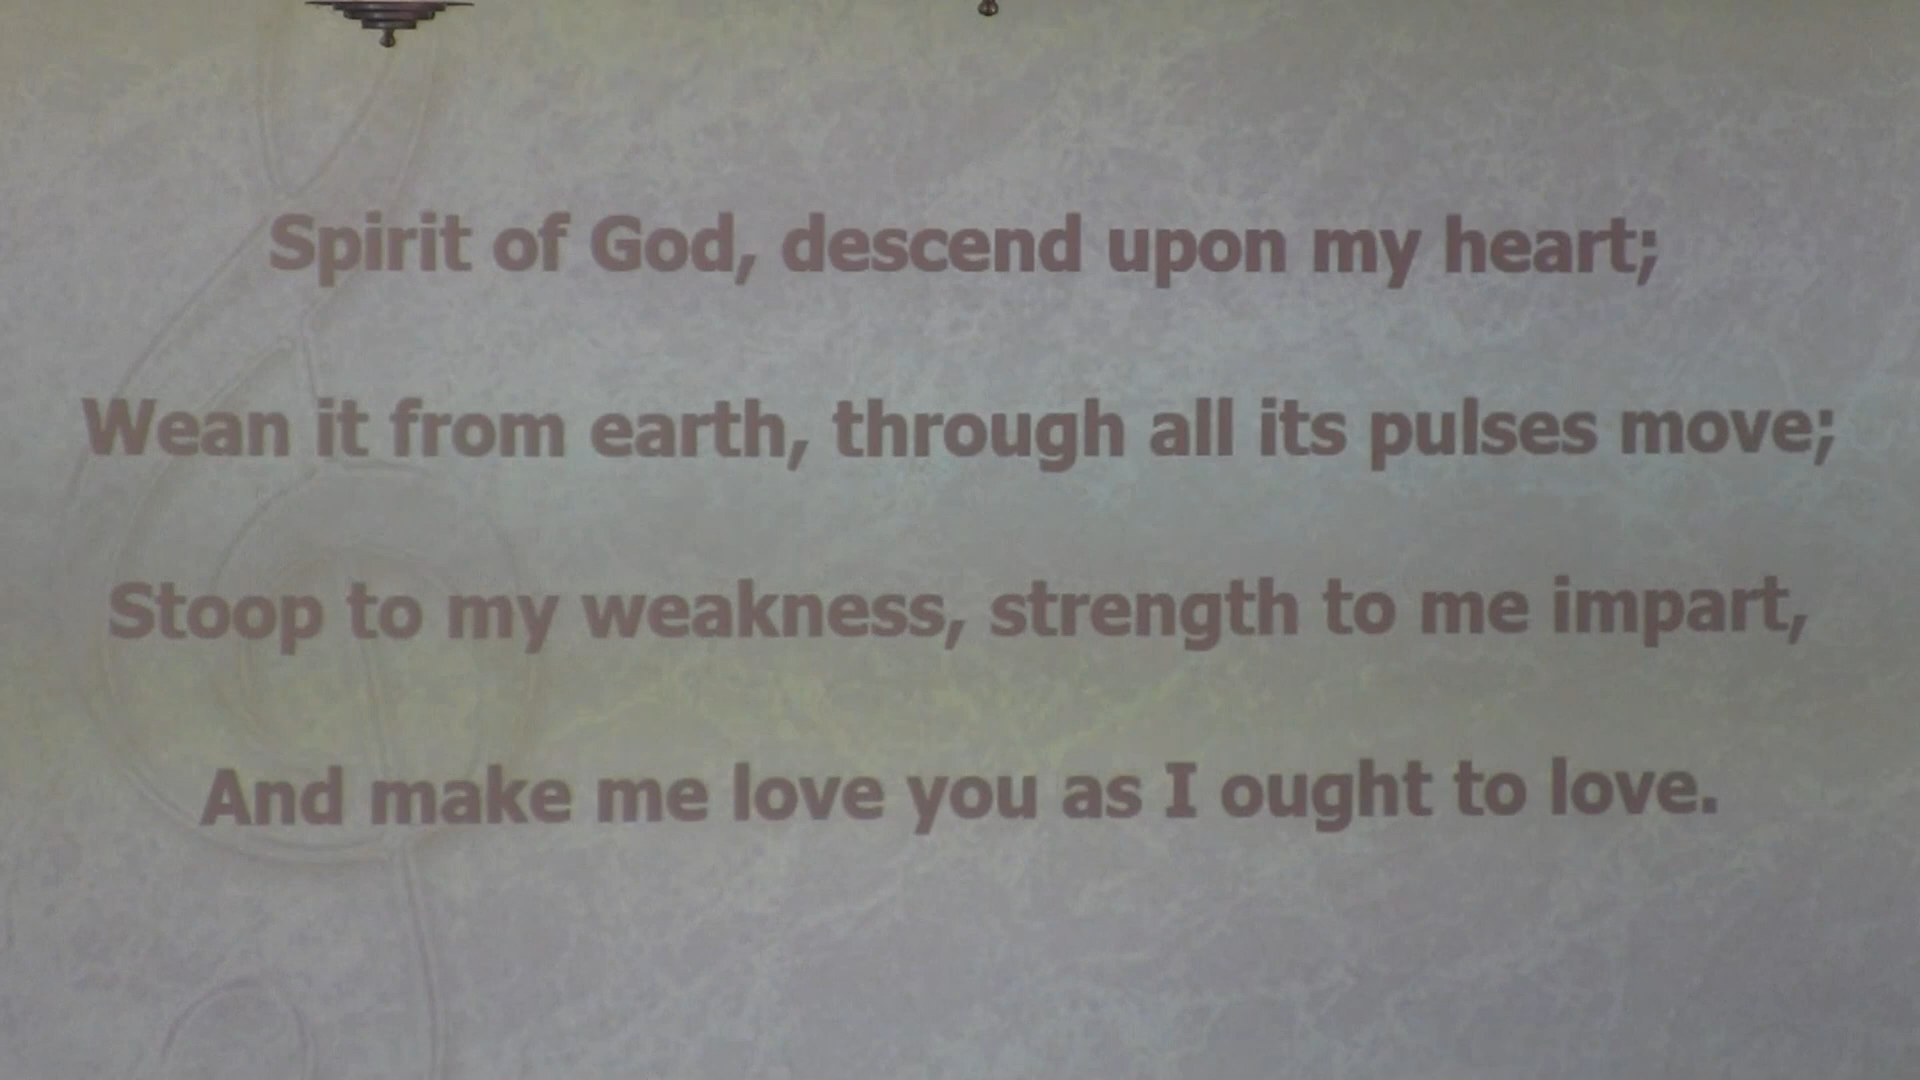 Spirit of God, descend upon my heart;
Wean it from earth, through all its pulses move;
Stoop to my weakness, strength to me impart,
And make me love you as I ought to love.